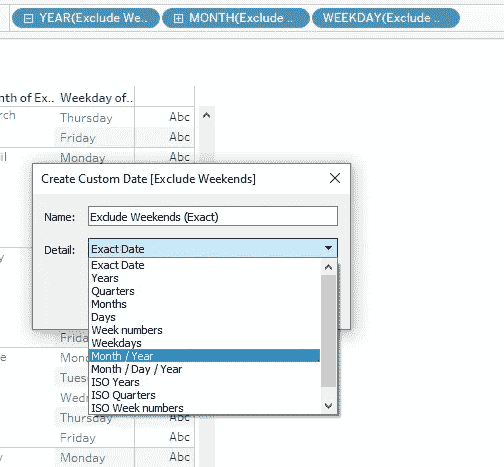 YEAR(Exclude We.. MONTH(Exclude .. WEEKDAY(Exclude ..
nth of Ex.. Weekday of..
rch Thursday Abc
Friday Abc
il Monday Abc
Create Custom Date [Exclude Weekends]
Name: Exclude Weekends (Exact)
Detail: Exact Date
Exact Date
Years
Quarters
Months
Days
Week numbers
Weekdays
Month / Year
Month / Day / Year
ISO Years
ISO Quarters
ISO Week numbers
y
Frida
e Mond
Tues
Wedn
Thursday Abc
Friday Abc
Monday Abc